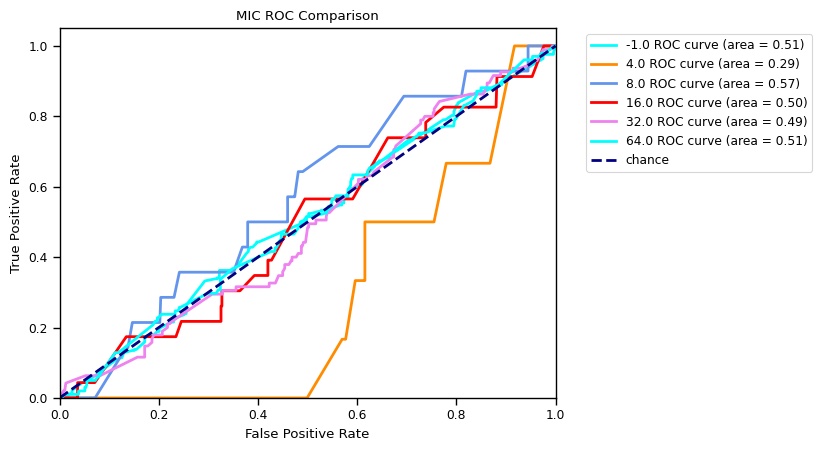 MIC ROC Comparison
1.0
0.8
0.6
0.4
0.2
0.0
True Positive Rate
0.0 0.2 0.4 0.6 0.8 1.0
False Positive Rate
-1.0 ROC curve (area = 0.51)
4.0 ROC curve (area = 0.29)
8.0 ROC curve (area = 0.57)
16.0 ROC curve (area = 0.50)
32.0 ROC curve (area = 0.49)
64.0 ROC curve (area = 0.51)
chance